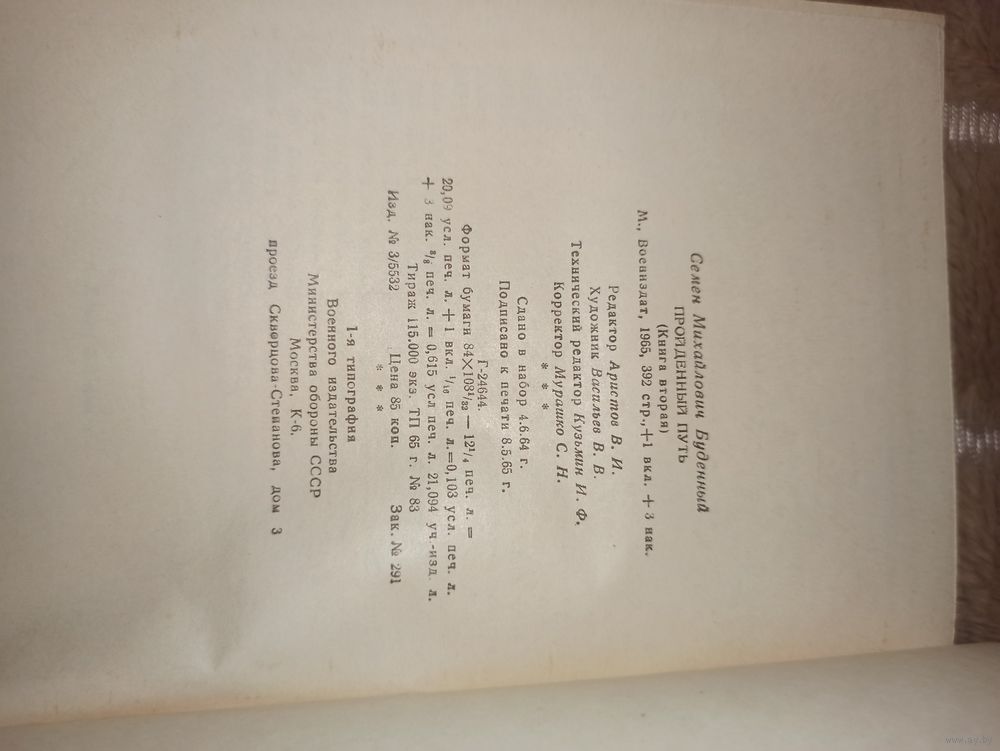 Семен Михайлович Буденный
ПРОЙДЕННЫЙ ПУТЬ
(Книга вторая)
М., Воениздат, 1965, 392 стр.,+1 вкл. + 3 нак.
Редактор Аристов В. И.
Художник Васильев В. В.
Технический редактор Кузьмин И. Ф.
Корректор Мурашко С. Н.
* * *
Сдано в набор 4.6.64 г.
Подписано к печати 8.5.65 г.
Г-24644.
Формат бумаги 84×108¹/₃₂ — 12¹/₄ печ. л. =
20,09 усл. печ. л. + 1 вкл. ¹/₁₆ печ. л.=0,103 усл. печ. л.
+ 3 нак. ³/₈ печ. л. = 0,615 усл печ. л. 21,094 уч.-изд. л.
Тираж 115.000 экз. ТП 65 г. № 83
Изд. № 3/5532 Цена 85 коп. Зак. № 291
* * *
1-я типография
Военного издательства
Министерства обороны СССР
Москва, К-6,
проезд Скворцова-Степанова, дом 3
www.ay.by